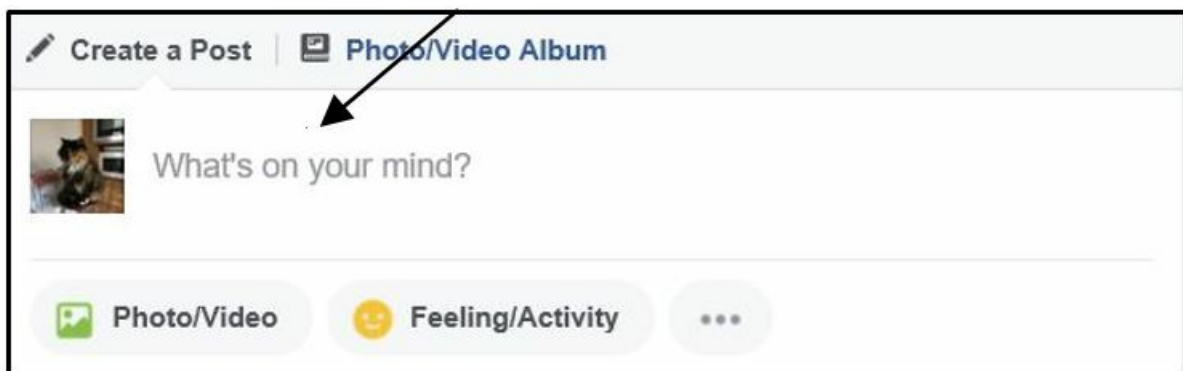 Create a Post | Photo/Video Album
What's on your mind?
Photo/Video Feeling/Activity